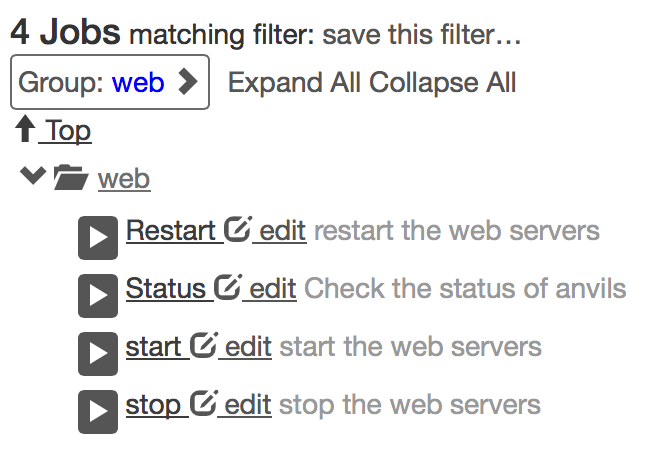 4 Jobs matching filter: save this filter...
Group: web Expand All Collapse All
Top
web
Restart edit restart the web servers
Status edit Check the status of anvils
start edit start the web servers
stop edit stop the web servers